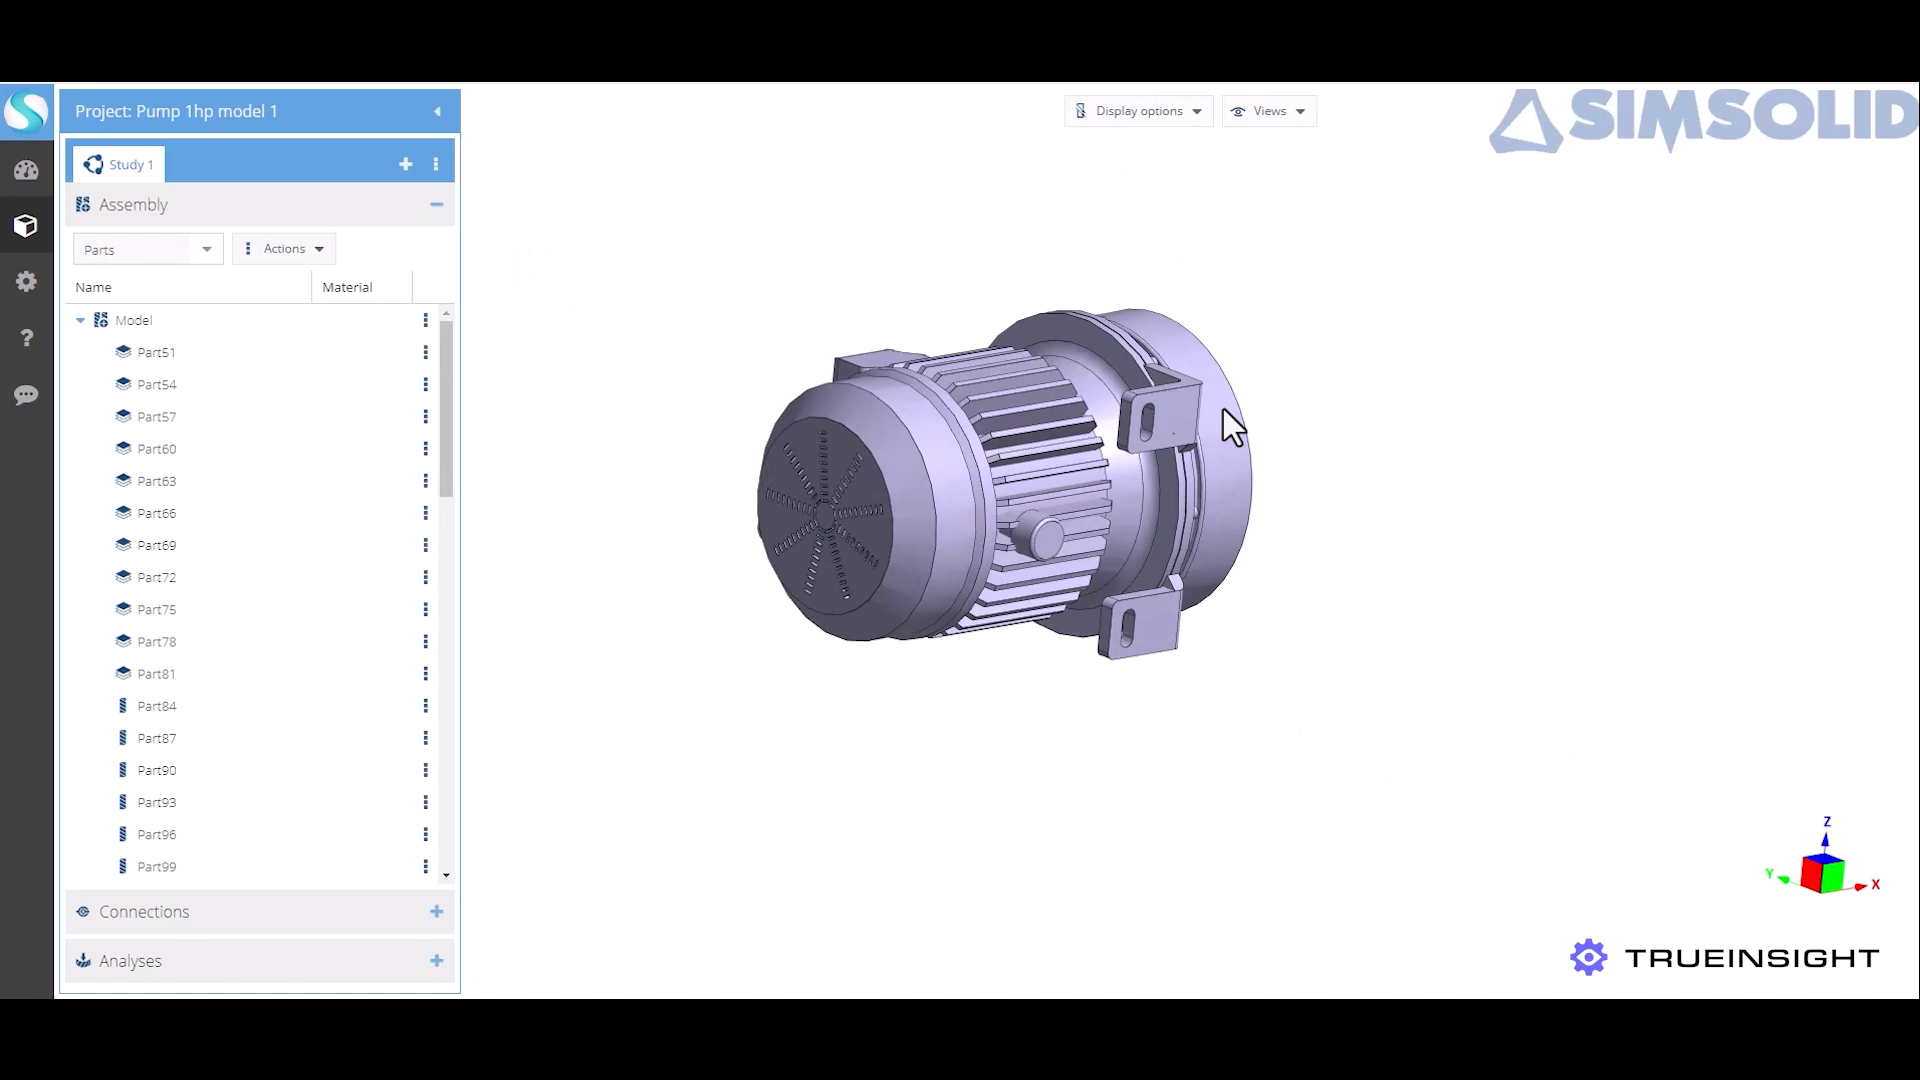 Project: Pump 1hp model 1
Display options
Views
SIMSOLID
Study 1
Assembly
Parts
Actions
Name
Material
Model
Part51
Part54
Part57
Part60
Part63
Part66
Part69
Part72
Part75
Part78
Part81
Part84
Part87
Part90
Part93
Part96
Part99
Connections
Analyses
Z
Y
X
TRUEINSIGHT